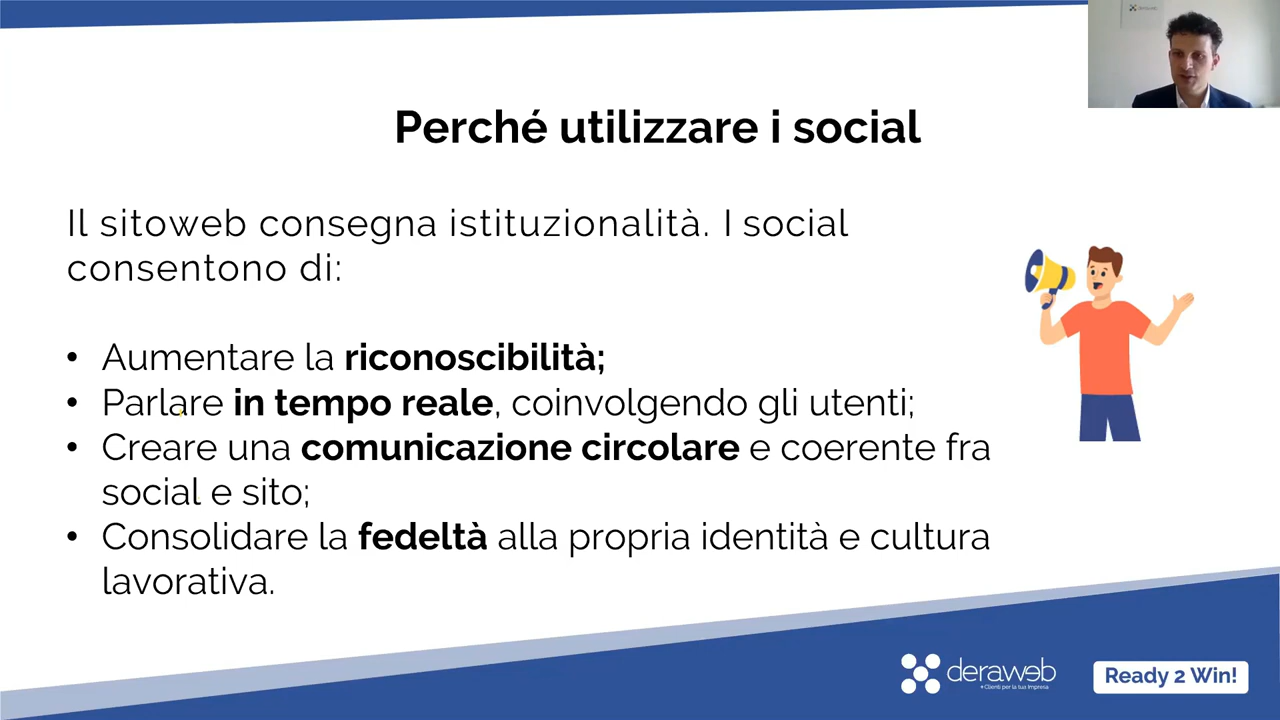 Perché utilizzare i social
Il sitoweb consegna istituzionalità. I social
consentono di:
• Aumentare la riconoscibilità;
• Parlare in tempo reale, coinvolgendo gli utenti;
• Creare una comunicazione circolare e coerente fra
social e sito;
• Consolidare la fedeltà alla propria identità e cultura
lavorativa.
deraweb
+ Clienti per la tua Impresa
Ready 2 Win!